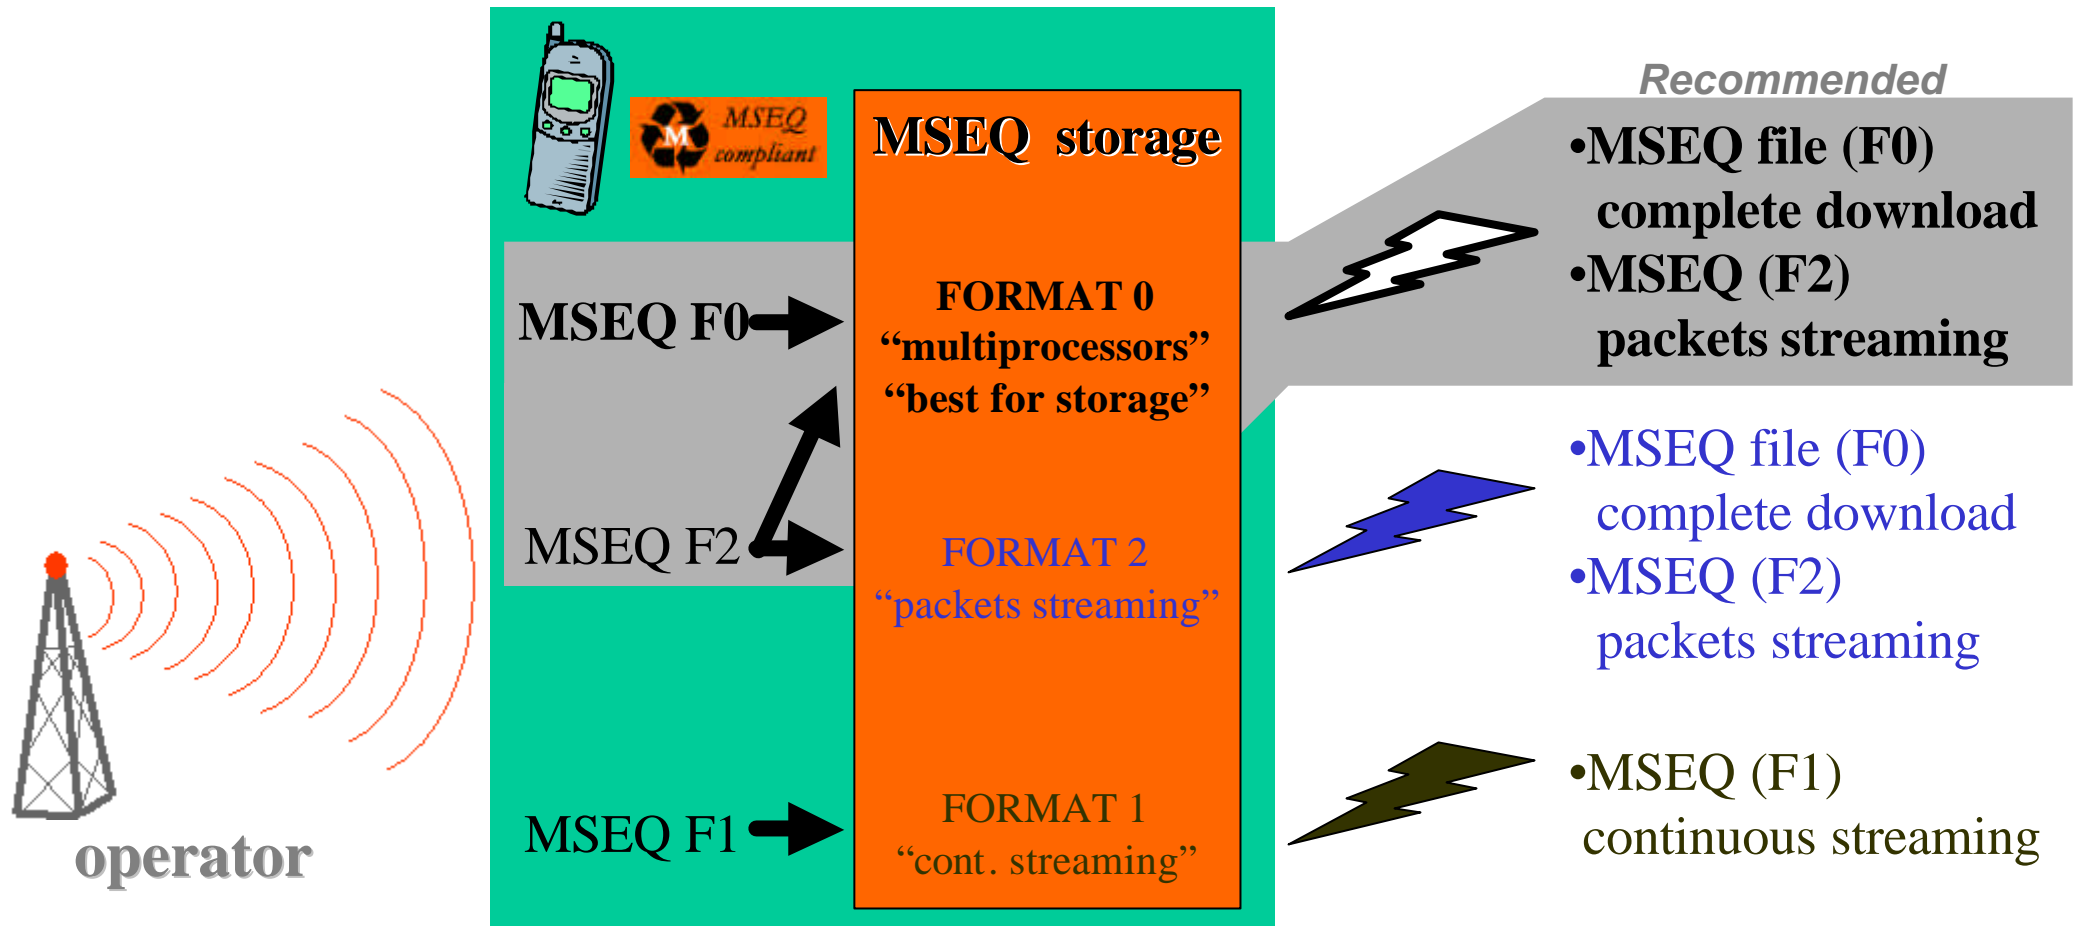 Recommended
MSEQ
compliant
M
MSEQ storage
•MSEQ file (F0)
complete download
•MSEQ (F2)
packets streaming
MSEQ F0
FORMAT 0
“multiprocessors”
“best for storage”
•MSEQ file (F0)
complete download
•MSEQ (F2)
packets streaming
MSEQ F2
FORMAT 2
“packets streaming”
MSEQ F1
FORMAT 1
“cont. streaming”
•MSEQ (F1)
continuous streaming
operator